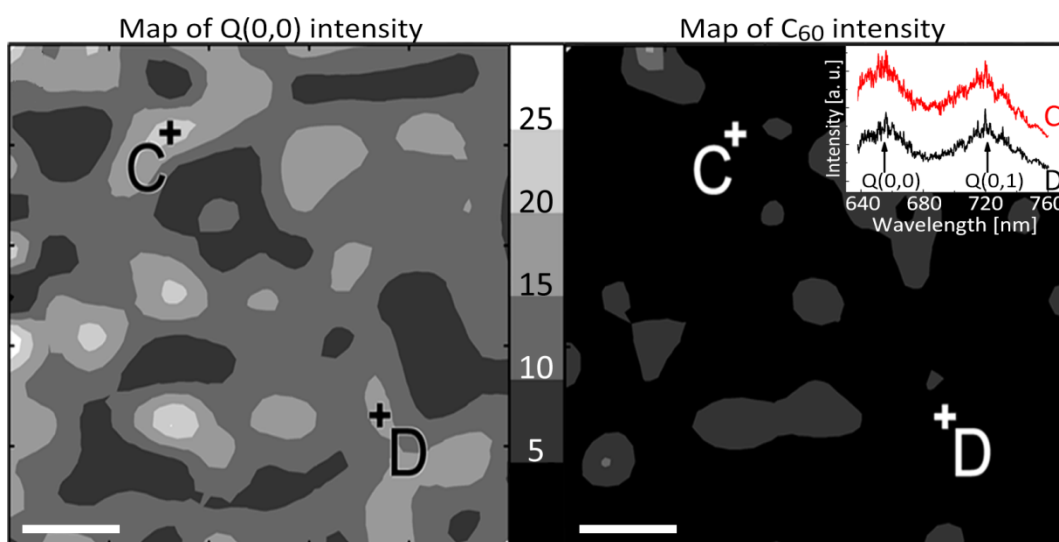 Map of Q(0,0) intensity
Map of C60 intensity
C
D
25
20
15
10
5
C
D
Intensity [a. u.]
C
D
Q(0,0)
Q(0,1)
640 680 720 760
Wavelength [nm]